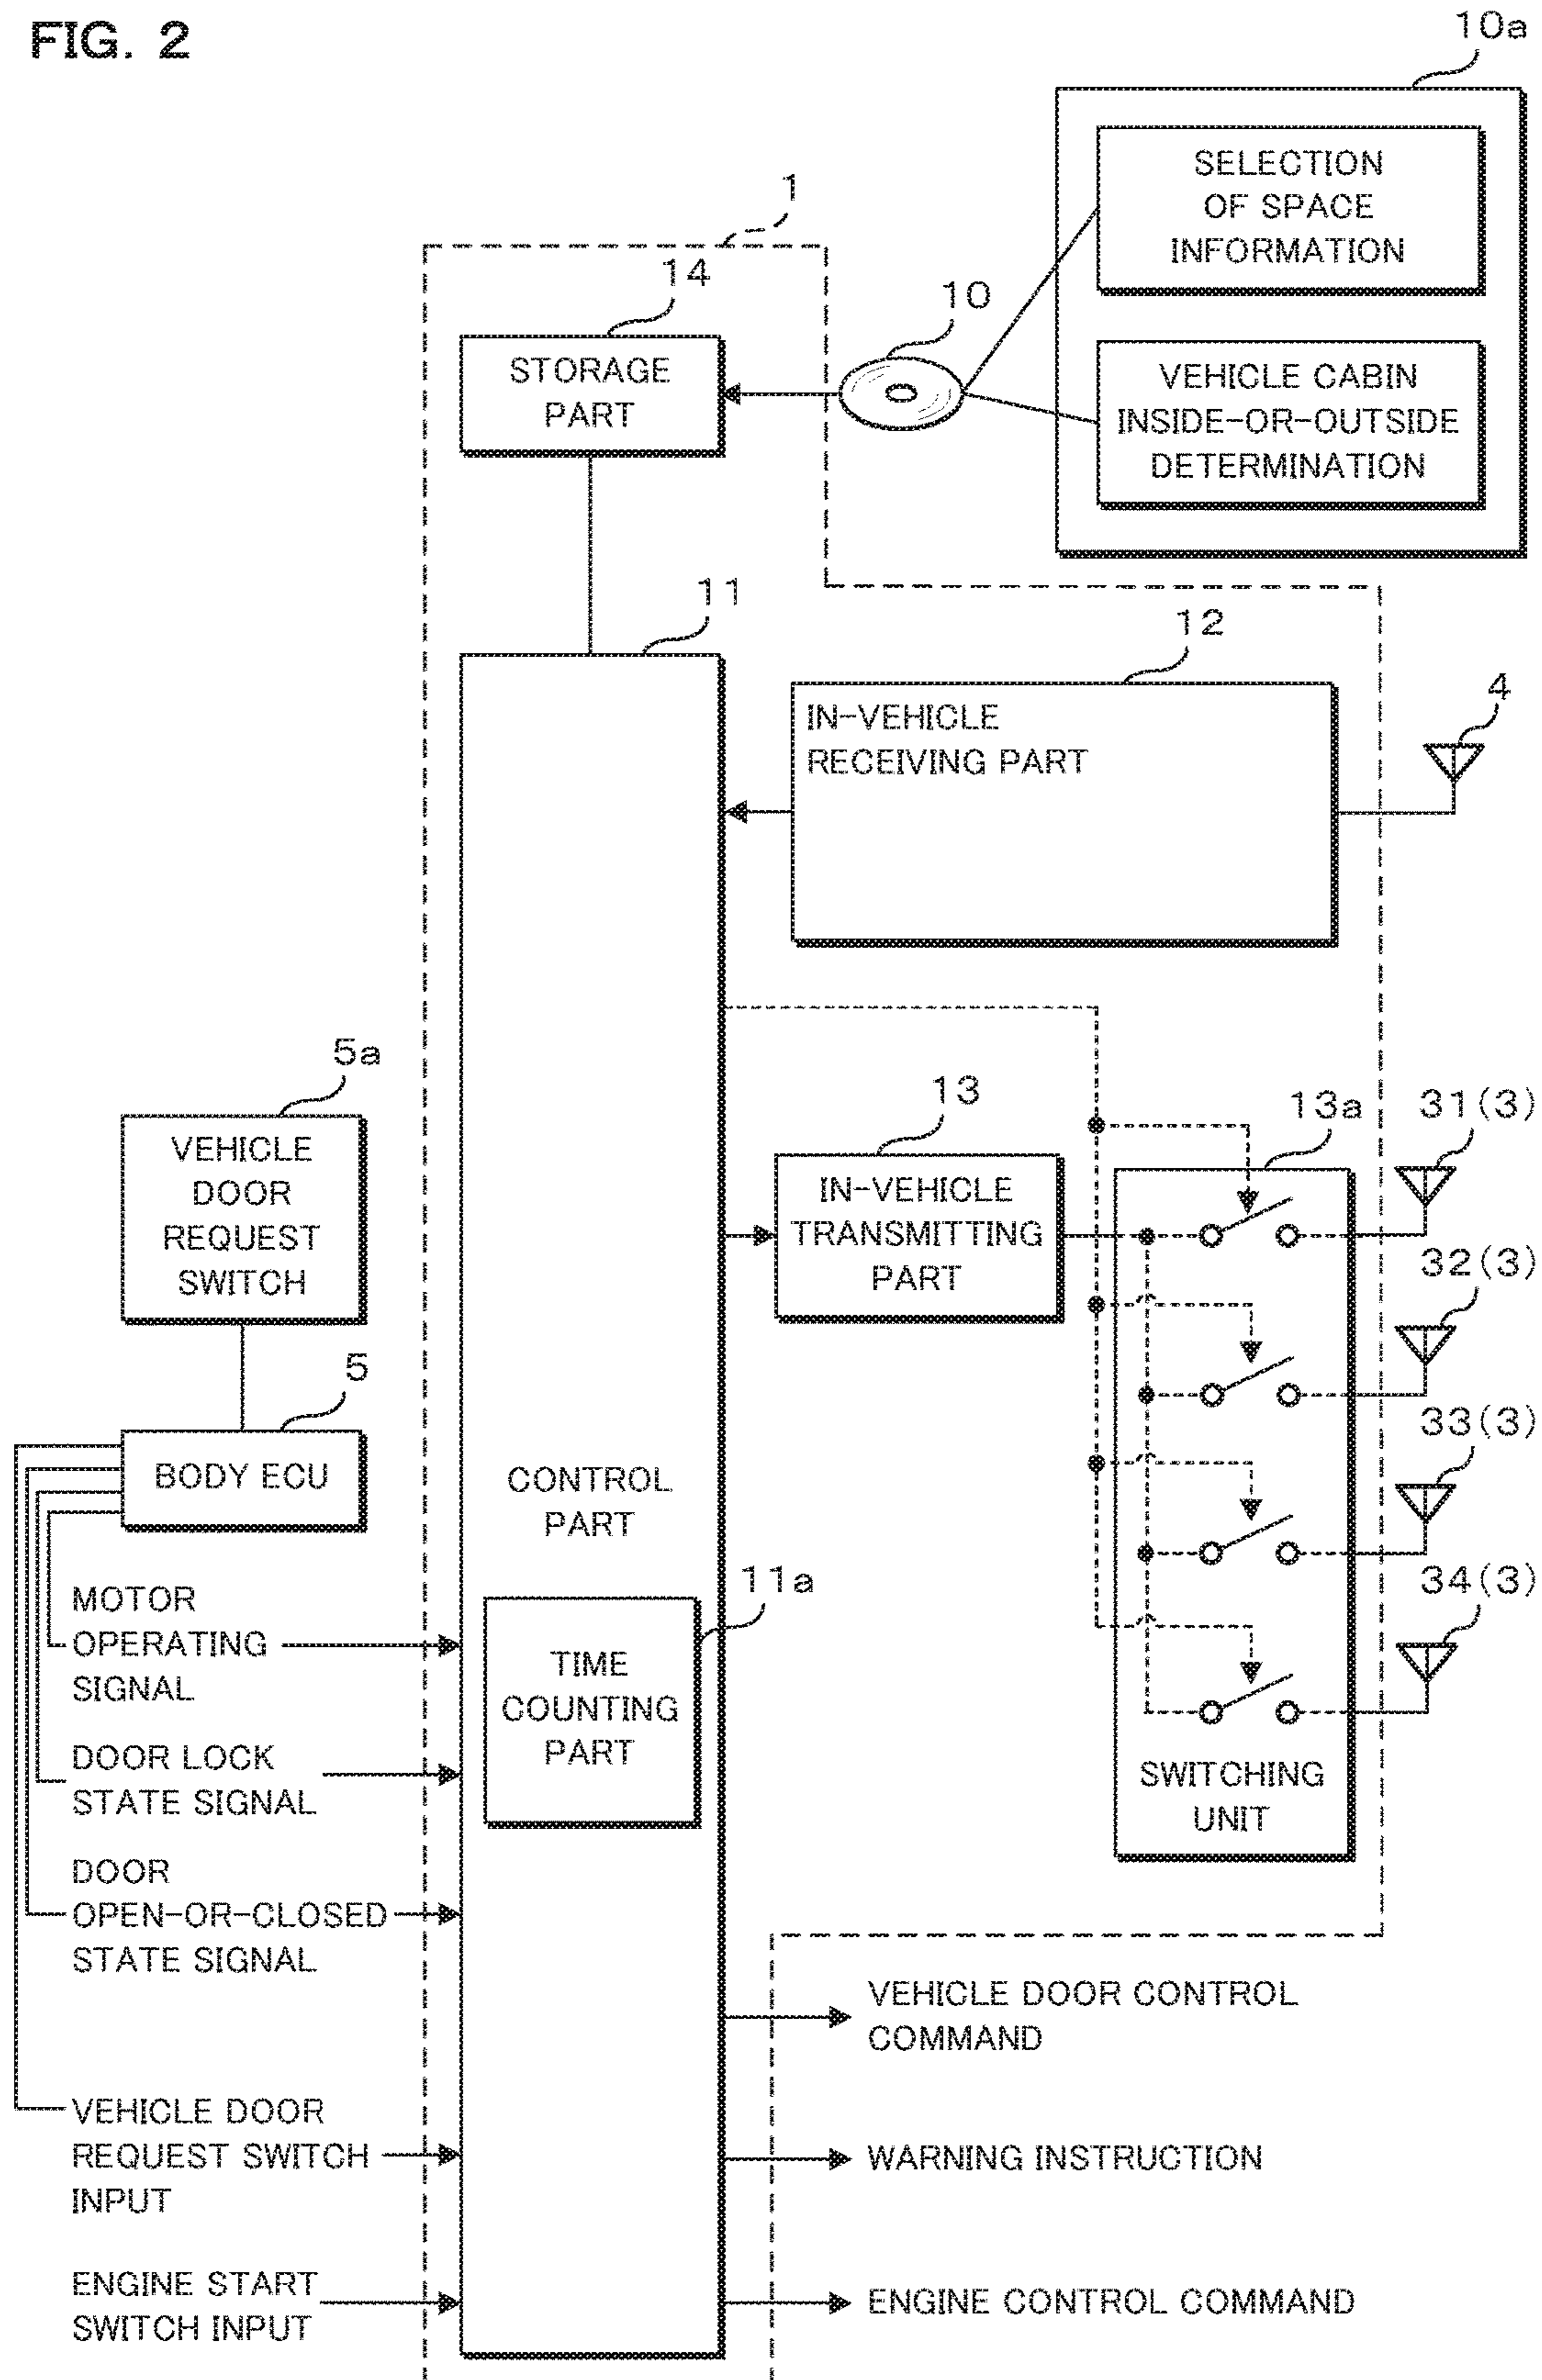 FIG. 2
10a
SELECTION
OF SPACE
INFORMATION
VEHICLE CABIN
INSIDE-OR-OUTSIDE
DETERMINATION
1
14
10
STORAGE
PART
11
12
4
IN-VEHICLE
RECEIVING PART
5a
VEHICLE
DOOR
REQUEST
SWITCH
13
13a
31(3)
IN-VEHICLE
TRANSMITTING
PART
32(3)
33(3)
34(3)
SWITCHING
UNIT
5
BODY ECU
CONTROL
PART
11a
TIME
COUNTING
PART
MOTOR
OPERATING
SIGNAL
DOOR LOCK
STATE SIGNAL
DOOR
OPEN-OR-CLOSED
STATE SIGNAL
VEHICLE DOOR
REQUEST SWITCH
INPUT
ENGINE START
SWITCH INPUT
VEHICLE DOOR CONTROL
COMMAND
WARNING INSTRUCTION
ENGINE CONTROL COMMAND